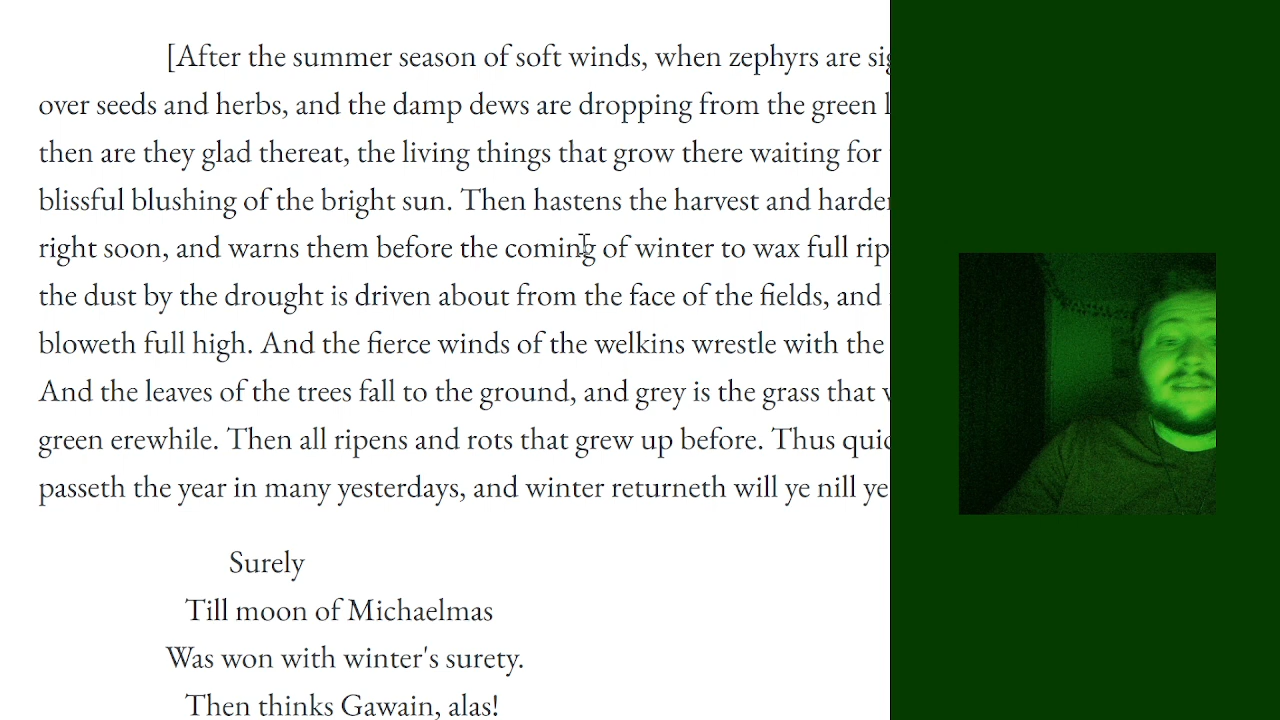 [After the summer season of soft winds, when zephyrs are
over seeds and herbs, and the damp dews are dropping from the green
then are they glad thereat, the living things that grow there waiting for
blissful blushing of the bright sun. Then hastens the harvest and
right soon, and warns them before the coming of winter to wax full
the dust by the drought is driven about from the face of the fields, and
bloweth full high. And the fierce winds of the welkins wrestle with the
And the leaves of the trees fall to the ground, and grey is the grass that
green erewhile. Then all ripens and rots that grew up before. Thus
passeth the year in many yesterdays, and winter returneth will ye nill ye
Surely
Till moon of Michaelmas
Was won with winter's surety.
Then thinks Gawain, alas!